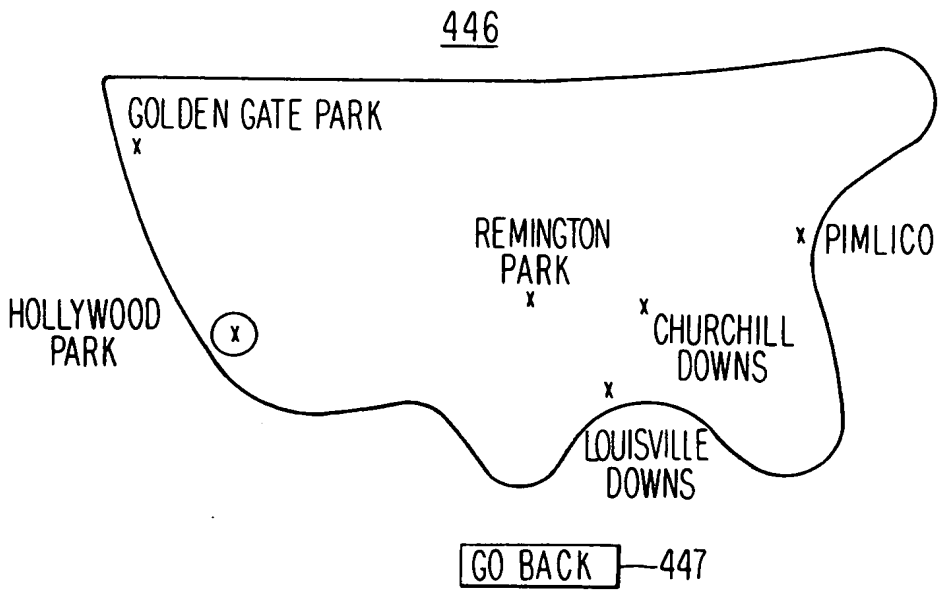 446
GOLDEN GATE PARK
REMINGTON
PARK
PIMLICO
HOLLYWOOD
PARK
CHURCHILL
DOWNS
LOUISVILLE
DOWNS
GO BACK
447